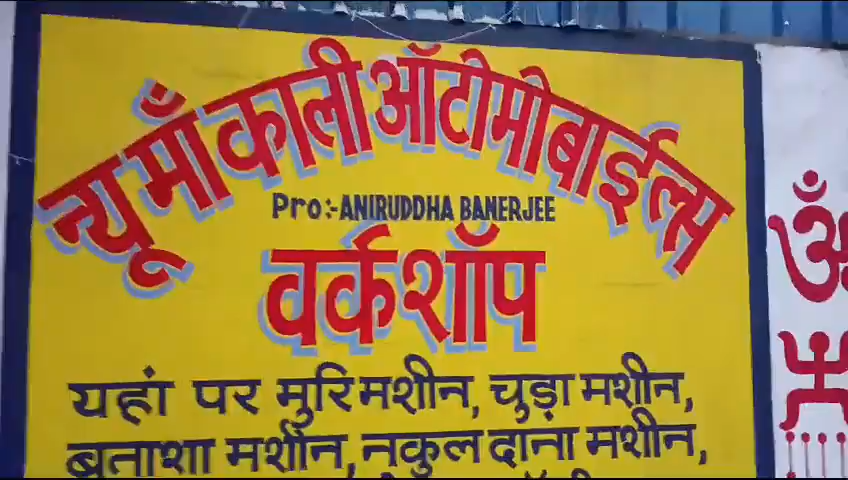 न्यू माँ काली ऑटोमोबाईल्स
Pro:- ANIRUDDHA BANERJEE
वर्कशॉप
यहां पर मुरि मशीन, चुड़ा मशीन,
बताशा मशीन, नकुल दाना मशीन,
ॐ